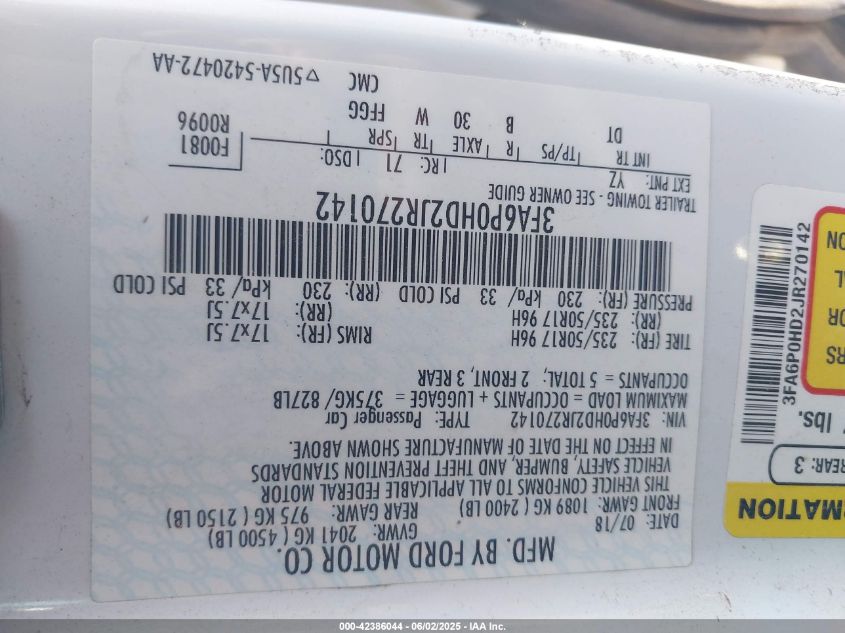 MFD. BY FORD MOTOR CO.
DATE: 07/18 GVWR: 2041 KG ( 4500 LB)
FRONT GAWR: 1089 KG ( 2400 LB) REAR GAWR: 975 KG ( 2150 LB)
THIS VEHICLE CONFORMS TO ALL APPLICABLE FEDERAL MOTOR
VEHICLE SAFETY, BUMPER, AND THEFT PREVENTION STANDARDS
IN EFFECT ON THE DATE OF MANUFACTURE SHOWN ABOVE.
VIN: 3FA6P0HD2JR270142 TYPE: Passenger Car
MAXIMUM = LOAD = OCCUPANTS + LUGGAGE = 375KG/ 827LB
OCCUPANTS = 5 TOTAL: 2 FRONT, 3 REAR
TIRE (FR): 235/50R17 96H RIMS (FR): 17x7.5J
(RR): 235/50R17 96H (RR): 17x7.5J
PRESSURE (FR): 230 kPa/ 33 PSI COLD (RR): 230 kPa/ 33 PSI COLD
3FA6P0HD2JR270142
TRAILER TOWING - SEE OWNER GUIDE
EXT PNT: YZ RC: 71 DSO: F0081
R0096
INT TR TP/PS R AXLE TR SPR
DT B 30 W FFGG
CMC
5U5A-5420472-AA
RMATION
REAR: 3
lbs.
3FA6P0HD2JR270142
RS
OR
AL
ON
000-42386044 | 06/02/2025 - IAA Inc.